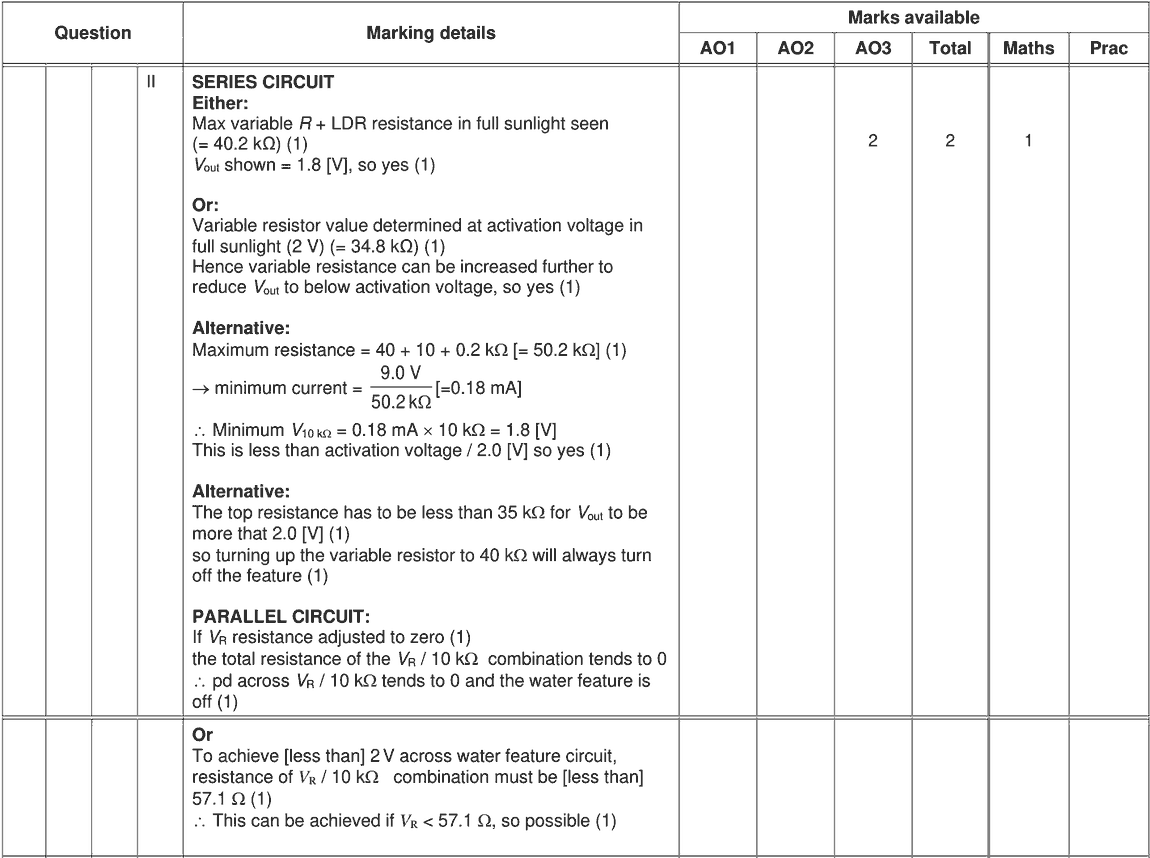 Question Marking details Marks available
AO1 AO2 AO3 Total Maths Prac
II SERIES CIRCUIT
Either:
Max variable R + LDR resistance in full sunlight seen
(= 40.2 kΩ) (1) 2 2 1
Vout shown = 1.8 [V], so yes (1)
Or:
Variable resistor value determined at activation voltage in
full sunlight (2 V) (= 34.8 kΩ) (1)
Hence variable resistance can be increased further to
reduce Vout to below activation voltage, so yes (1)
Alternative:
Maximum resistance = 40 + 10 + 0.2 kΩ [= 50.2 kΩ] (1)
→ minimum current = 9.0 V / 50.2 kΩ [=0.18 mA]
∴ Minimum V10 kΩ = 0.18 mA × 10 kΩ = 1.8 [V]
This is less than activation voltage / 2.0 [V] so yes (1)
Alternative:
The top resistance has to be less than 35 kΩ for Vout to be
more that 2.0 [V] (1)
so turning up the variable resistor to 40 kΩ will always turn
off the feature (1)
PARALLEL CIRCUIT:
If VR resistance adjusted to zero (1)
the total resistance of the VR / 10 kΩ combination tends to 0
∴ pd across VR / 10 kΩ tends to 0 and the water feature is
off (1)
Or
To achieve [less than] 2 V across water feature circuit,
resistance of VR / 10 kΩ combination must be [less than]
57.1 Ω (1)
∴ This can be achieved if VR < 57.1 Ω, so possible (1)